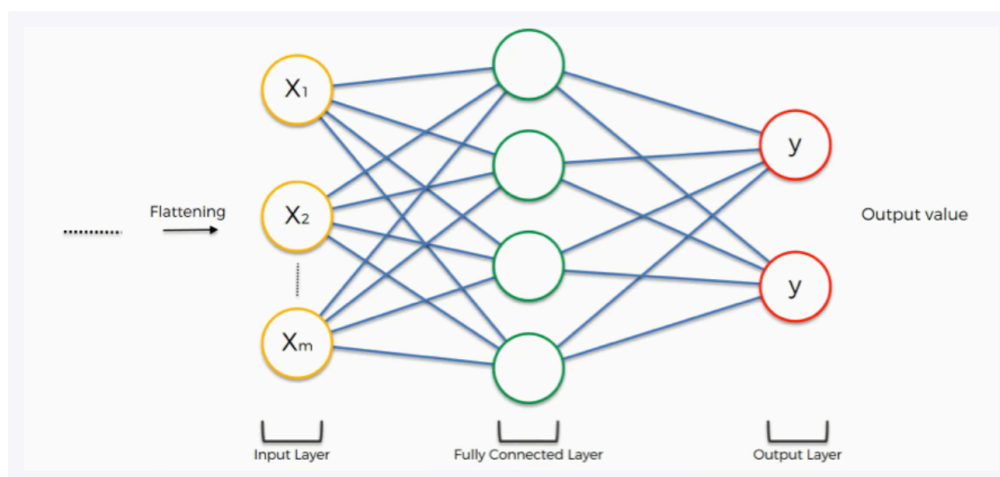 X1
y
Flattening
X2
Output value
y
Xm
Input Layer
Fully Connected Layer
Output Layer